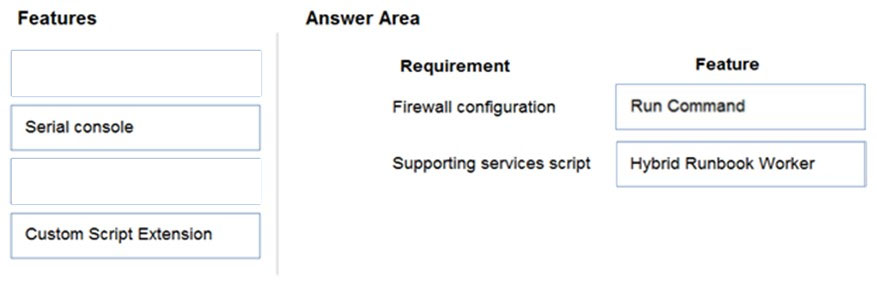 Features
Answer Area
Requirement
Feature
Firewall configuration
Run Command
Serial console
Supporting services script
Hybrid Runbook Worker
Custom Script Extension